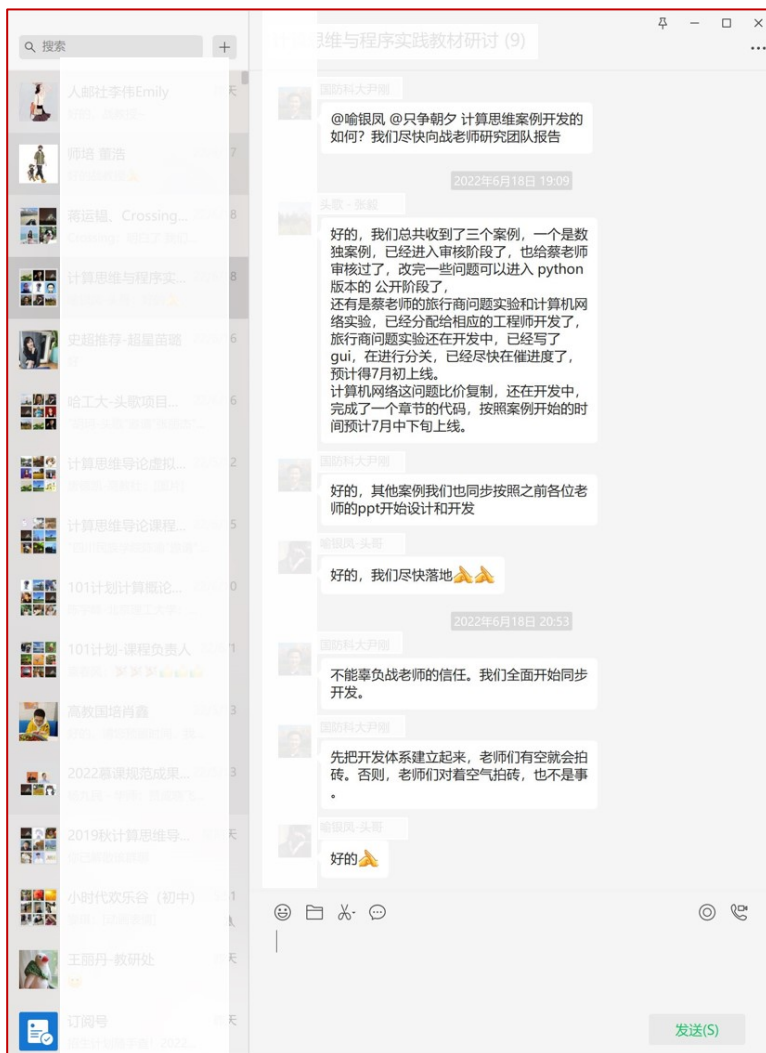 搜索
人邮社李伟Emily
天
师培 董浩
7
蒋运韫、Crossing...
8
计算思维与程序实...
8
史超推荐-超星苗璐
6
哈工大-头歌项目...
6
计算思维导论虚拟...
2
计算思维导论课程...
5
101计划计算概论...
0
101计划-课程负责人
1
高教国培肖鑫
3
2022慕课规范成果...
3
2019秋计算思维导...
天
小时代欢乐谷（初中）
1
王丽丹-教研处
天
订阅号
天
思维与程序实践教材研讨 (9)
国防科大尹刚
@喻银凤 @只争朝夕 计算思维案例开发的
如何？我们尽快向战老师研究团队报告
2022年6月18日 19:09
好的，我们总共收到了三个案例，一个是数
独案例，已经进入审核阶段了，也给蔡老师
审核过了，改完一些问题可以进入 python
版本的 公开阶段了，
还有是蔡老师的旅行商问题实验和计算机网
络实验，已经分配给相应的工程师开发了，
旅行商问题实验还在开发中，已经写了
gui，在进行分关，已经尽快在催进度了，
预计得7月初上线。
计算机网络这问题比价复制，还在开发中，
完成了一个章节的代码，按照案例开始的时
间预计7月中下旬上线。
国防科大尹刚
好的，其他案例我们也同步按照之前各位老
师的ppt开始设计和开发
喻银凤-头哥
好的，我们尽快落地
2022年6月18日 20:53
国防科大尹刚
不能辜负战老师的信任。我们全面开始同步
开发。
国防科大尹刚
先把开发体系建立起来，老师们有空就会拍
砖。否则，老师们对着空气拍砖，也不是事
。
喻银凤-头哥
好的
发送(S)